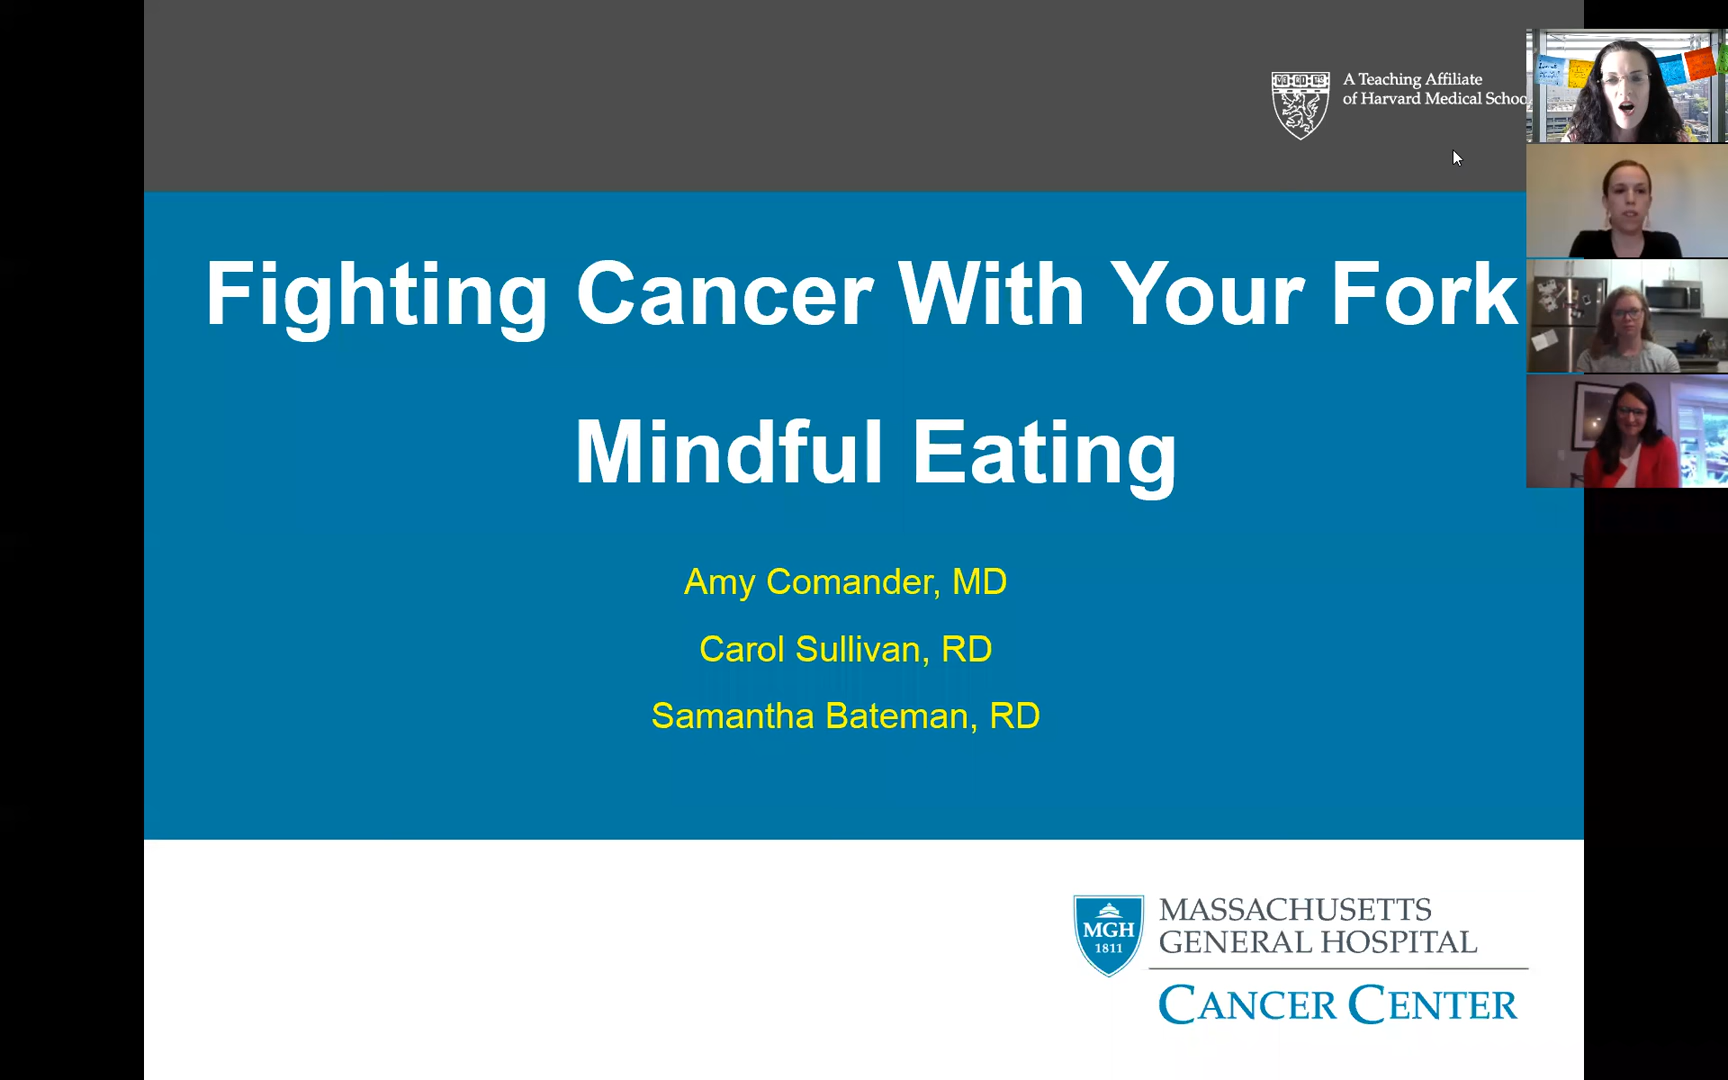 A Teaching Affiliate
of Harvard Medical Schoo
Fighting Cancer With Your Fork
Mindful Eating
Amy Comander, MD
Carol Sullivan, RD
Samantha Bateman, RD
MGH
1811
MASSACHUSETTS
GENERAL HOSPITAL
CANCER CENTER